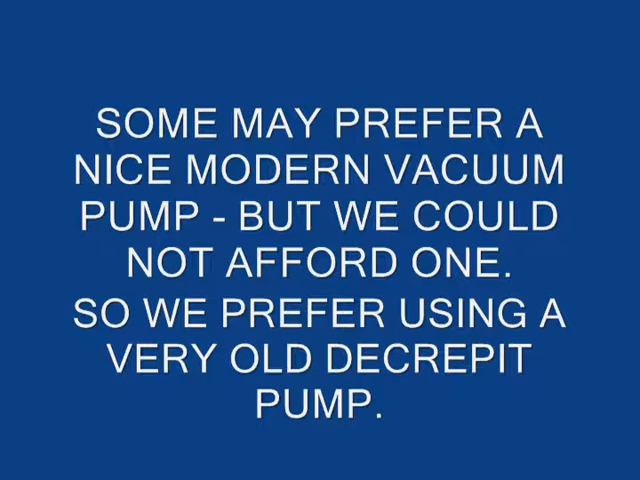 SOME MAY PREFER A
NICE MODERN VACUUM
PUMP - BUT WE COULD
NOT AFFORD ONE.
SO WE PREFER USING A
VERY OLD DECREPIT
PUMP.